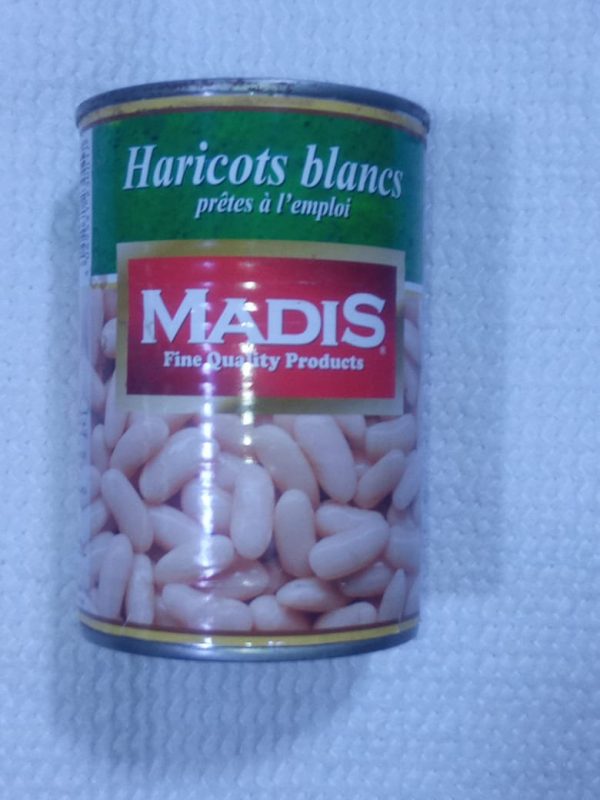 Haricots blancs
prêtes à l'emploi
MADIS
Fine Quality Products